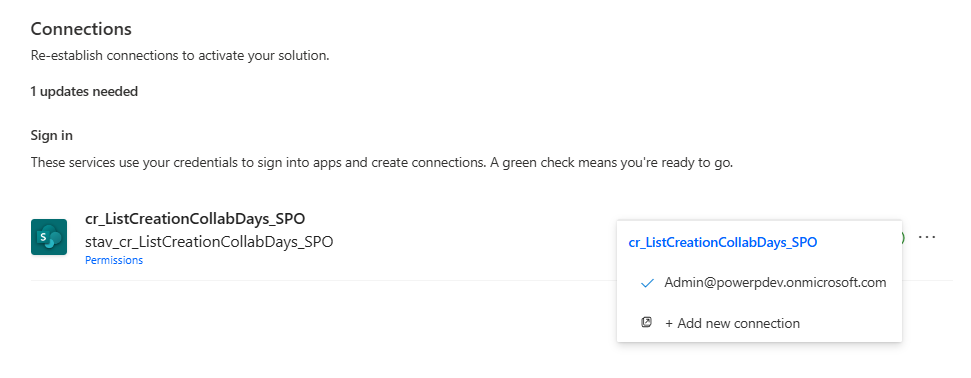 Connections
Re-establish connections to activate your solution.
1 updates needed
Sign in
These services use your credentials to sign into apps and create connections. A green check means you're ready to go.
S
cr_ListCreationCollabDays_SPO
stav_cr_ListCreationCollabDays_SPO
Permissions
cr_ListCreationCollabDays_SPO
Admin@powerpdev.onmicrosoft.com
+ Add new connection